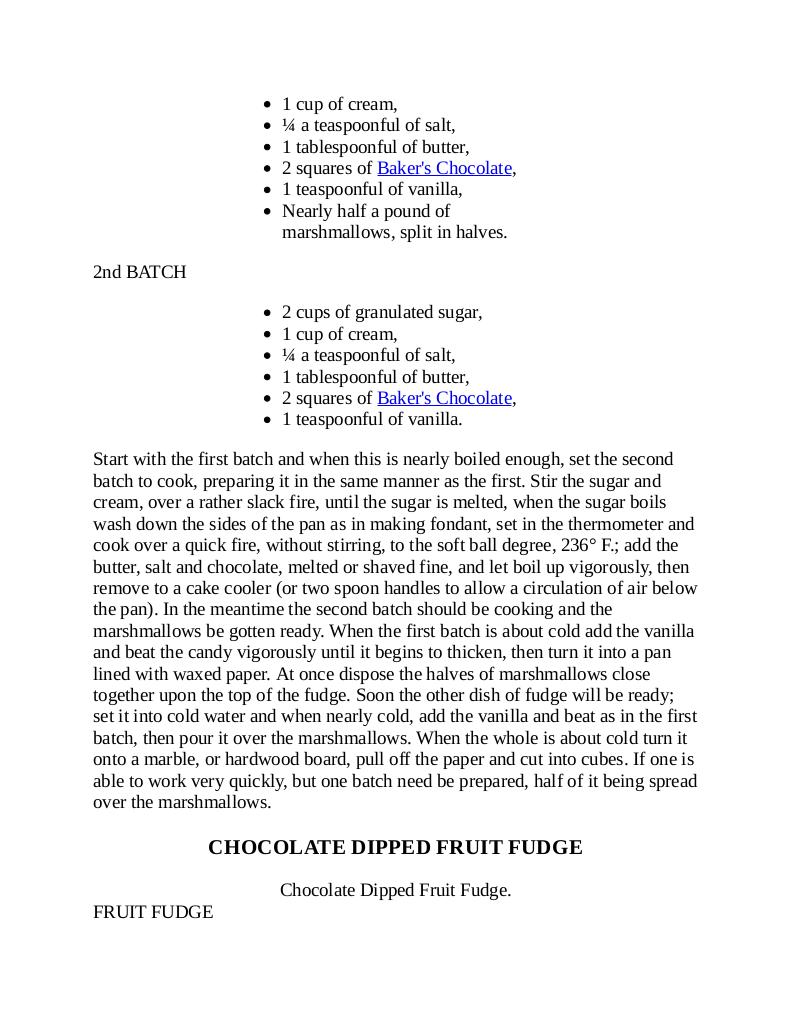 • 1 cup of cream,
• ¼ a teaspoonful of salt,
• 1 tablespoonful of butter,
• 2 squares of Baker's Chocolate,
• 1 teaspoonful of vanilla,
• Nearly half a pound of
marshmallows, split in halves.
2nd BATCH
• 2 cups of granulated sugar,
• 1 cup of cream,
• ¼ a teaspoonful of salt,
• 1 tablespoonful of butter,
• 2 squares of Baker's Chocolate,
• 1 teaspoonful of vanilla.
Start with the first batch and when this is nearly boiled enough, set the second
batch to cook, preparing it in the same manner as the first. Stir the sugar and
cream, over a rather slack fire, until the sugar is melted, when the sugar boils
wash down the sides of the pan as in making fondant, set in the thermometer and
cook over a quick fire, without stirring, to the soft ball degree, 236° F.; add the
butter, salt and chocolate, melted or shaved fine, and let boil up vigorously, then
remove to a cake cooler (or two spoon handles to allow a circulation of air below
the pan). In the meantime the second batch should be cooking and the
marshmallows be gotten ready. When the first batch is about cold add the vanilla
and beat the candy vigorously until it begins to thicken, then turn it into a pan
lined with waxed paper. At once dispose the halves of marshmallows close
together upon the top of the fudge. Soon the other dish of fudge will be ready;
set it into cold water and when nearly cold, add the vanilla and beat as in the first
batch, then pour it over the marshmallows. When the whole is about cold turn it
onto a marble, or hardwood board, pull off the paper and cut into cubes. If one is
able to work very quickly, but one batch need be prepared, half of it being spread
over the marshmallows.
CHOCOLATE DIPPED FRUIT FUDGE
Chocolate Dipped Fruit Fudge.
FRUIT FUDGE